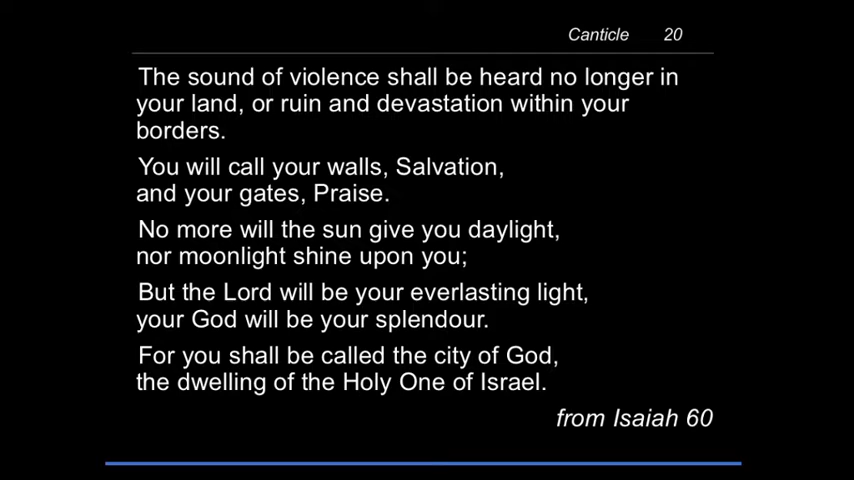 Canticle 20
The sound of violence shall be heard no longer in
your land, or ruin and devastation within your
borders.
You will call your walls, Salvation,
and your gates, Praise.
No more will the sun give you daylight,
nor moonlight shine upon you;
But the Lord will be your everlasting light,
your God will be your splendour.
For you shall be called the city of God,
the dwelling of the Holy One of Israel.
from Isaiah 60